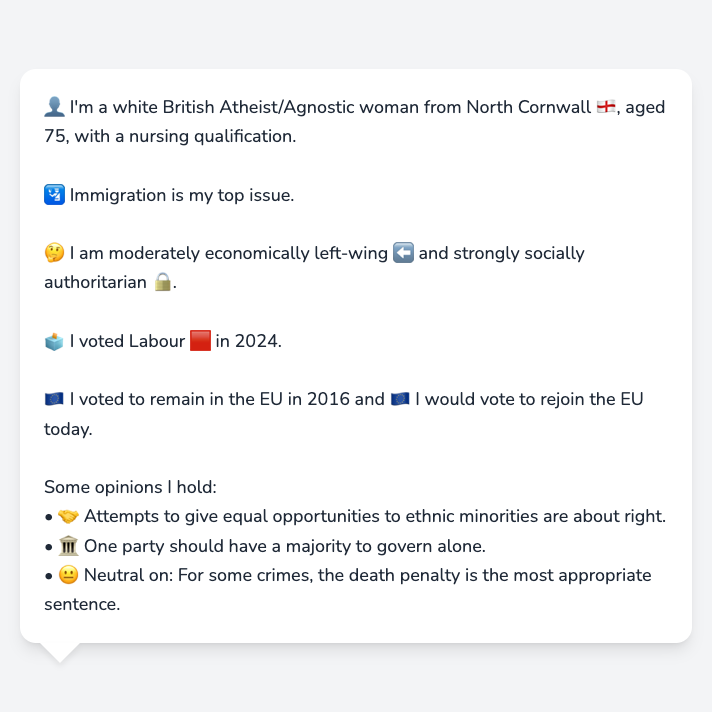 👤 I'm a white British Atheist/Agnostic woman from North Cornwall 🏴󠁧󠁢󠁥󠁮󠁧󠁿, aged
75, with a nursing qualification.
🛂 Immigration is my top issue.
🤔 I am moderately economically left-wing ⬅️ and strongly socially
authoritarian 🔒.
🗳️ I voted Labour 🟥 in 2024.
🇪🇺 I voted to remain in the EU in 2016 and 🇪🇺 I would vote to rejoin the EU
today.
Some opinions I hold:
• 🤝 Attempts to give equal opportunities to ethnic minorities are about right.
• 🏛️ One party should have a majority to govern alone.
• 😐 Neutral on: For some crimes, the death penalty is the most appropriate
sentence.